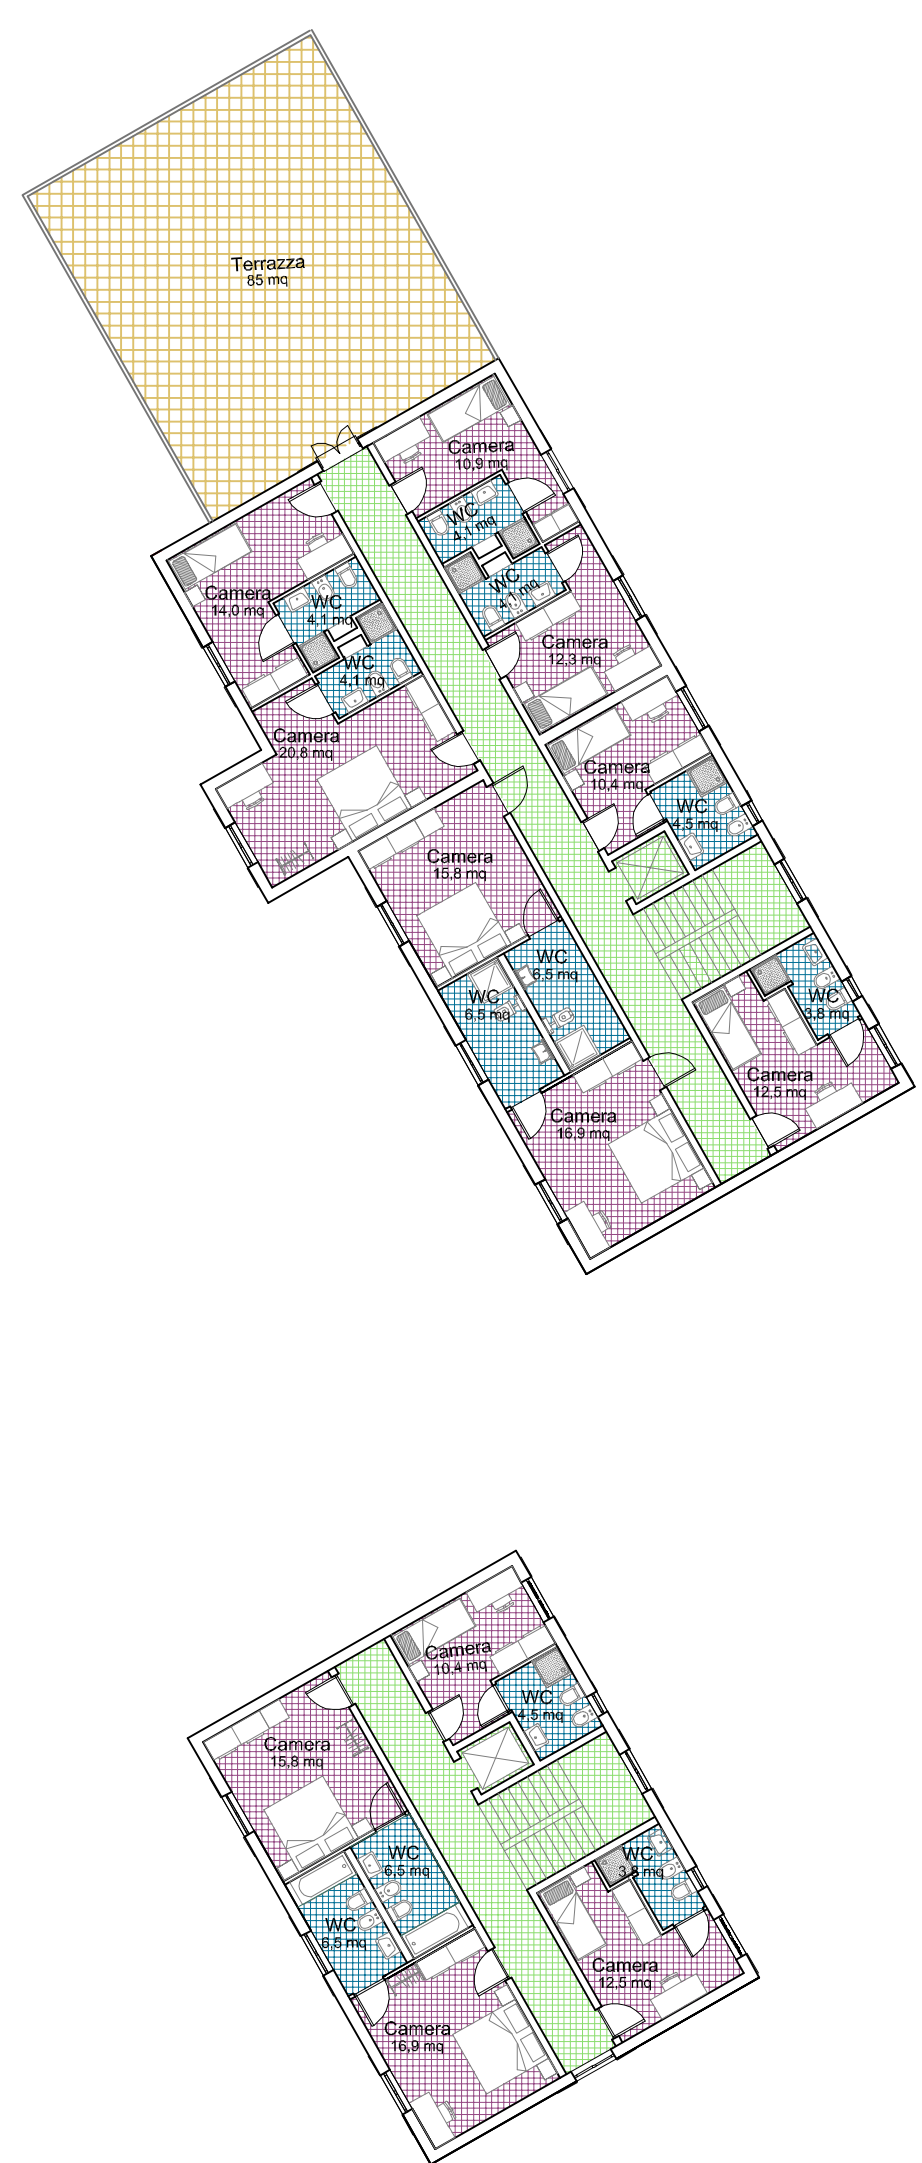 Terrazza
85 mq
Camera
10,9 mq
WC
4,1 mq
WC
4,1 mq
Camera
14,0 mq
WC
4,1 mq
Camera
12,3 mq
WC
4,1 mq
Camera
20,8 mq
Camera
10,4 mq
WC
4,5 mq
Camera
15,8 mq
WC
6,5 mq
WC
6,5 mq
WC
3,8 mq
Camera
12,5 mq
Camera
16,9 mq
Camera
10,4 mq
WC
4,5 mq
Camera
15,8 mq
WC
6,5 mq
WC
3,8 mq
WC
6,5 mq
Camera
12,5 mq
Camera
16,9 mq